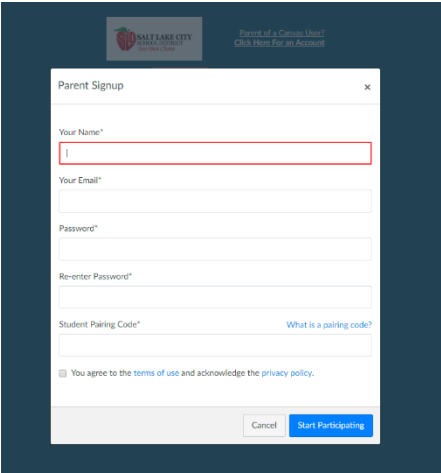 SALT LAKE CITY
SCHOOL DISTRICT
Parent of a Canvas User?
Click Here For an Account
Parent Signup
×
Your Name*
Your Email*
Password*
Re-enter Password*
Student Pairing Code* What is a pairing code?
You agree to the terms of use and acknowledge the privacy policy.
Cancel Start Participating